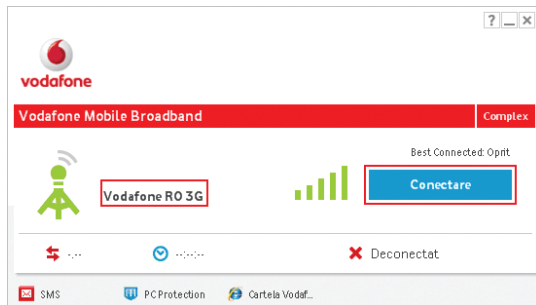 ? _ X
vodafone
Vodafone Mobile Broadband Complex
Best Connected: Oprit
Vodafone RO 3G Conectare
-.-- --:--:-- Deconectat
SMS PC Protection Cartela Vodaf...